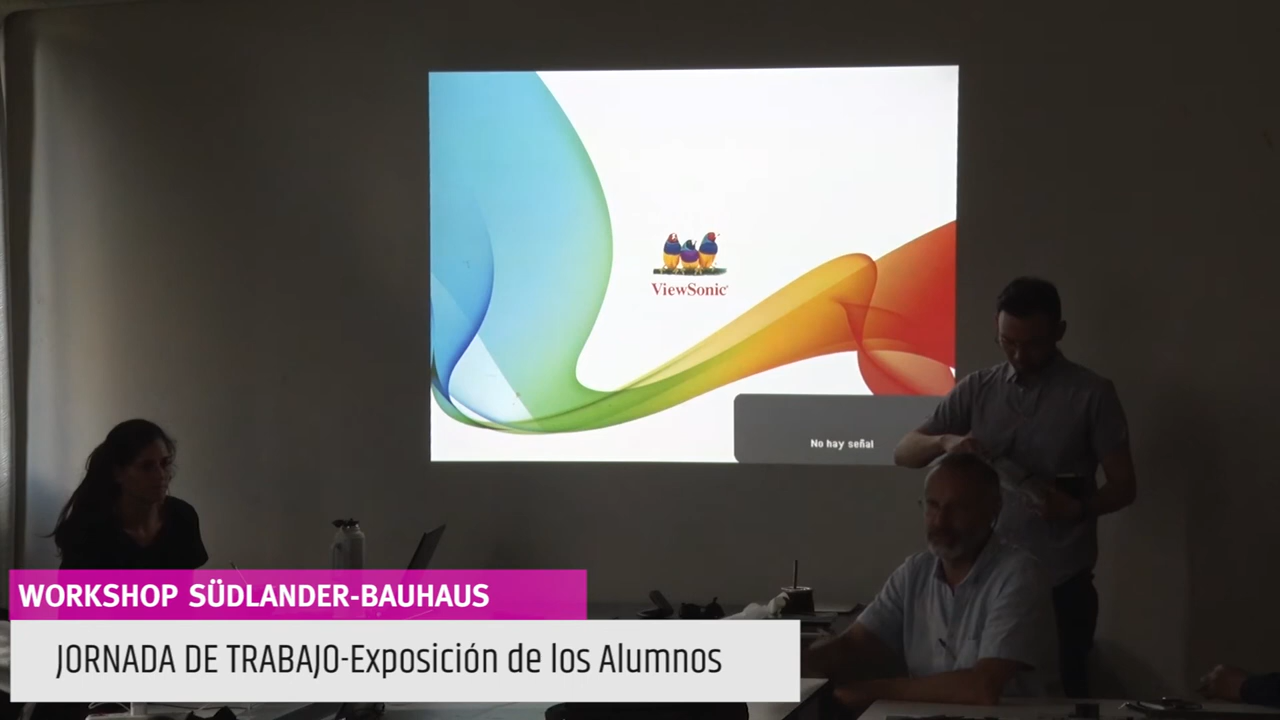 ViewSonic
No hay señal
WORKSHOP SÜDLANDER-BAUHAUS
JORNADA DE TRABAJO-Exposición de los Alumnos